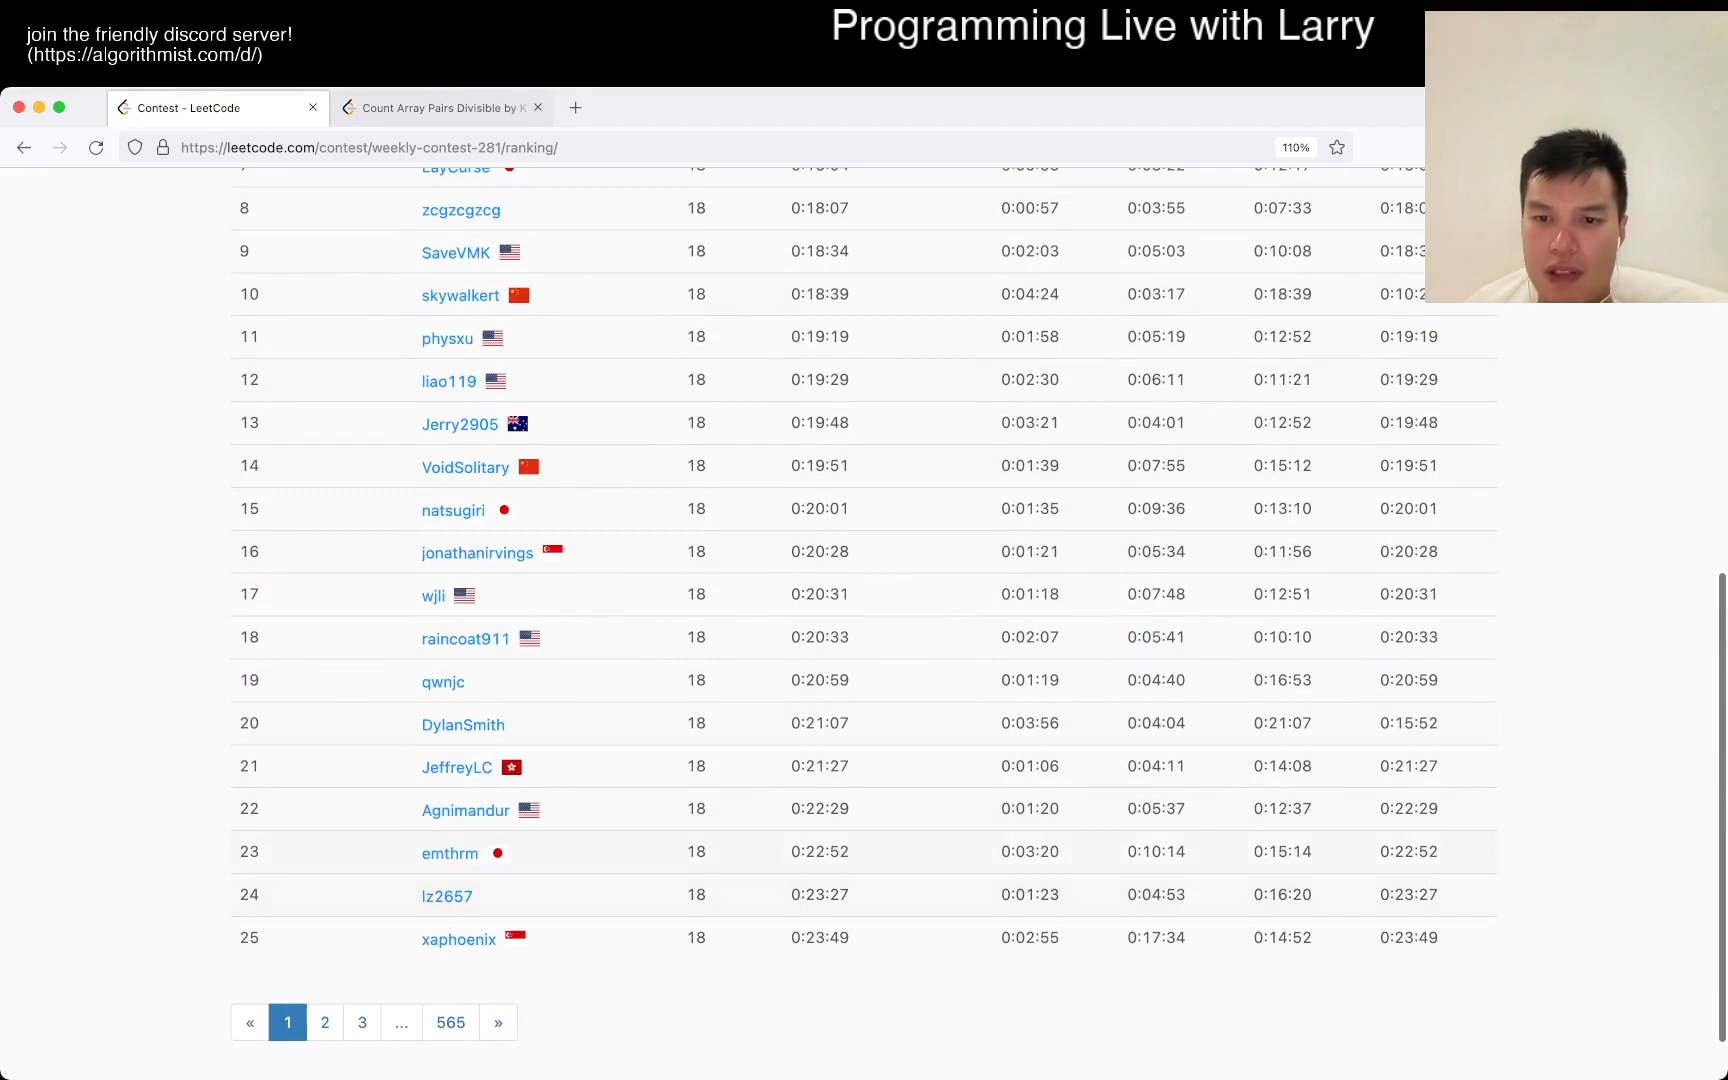 join the friendly discord server!
(https://algorithmist.com/d/)
Programming Live with Larry
Contest - LeetCode
Count Array Pairs Divisible by K
https://leetcode.com/contest/weekly-contest-281/ranking/
110%
LayCurse
8 zcgzcgzcg 18 0:18:07 0:00:57 0:03:55 0:07:33 0:18:0
9 SaveVMK 18 0:18:34 0:02:03 0:05:03 0:10:08 0:18:3
10 skywalkert 18 0:18:39 0:04:24 0:03:17 0:18:39 0:10:2
11 physxu 18 0:19:19 0:01:58 0:05:19 0:12:52 0:19:19
12 liao119 18 0:19:29 0:02:30 0:06:11 0:11:21 0:19:29
13 Jerry2905 18 0:19:48 0:03:21 0:04:01 0:12:52 0:19:48
14 VoidSolitary 18 0:19:51 0:01:39 0:07:55 0:15:12 0:19:51
15 natsugiri 18 0:20:01 0:01:35 0:09:36 0:13:10 0:20:01
16 jonathanirvings 18 0:20:28 0:01:21 0:05:34 0:11:56 0:20:28
17 wjli 18 0:20:31 0:01:18 0:07:48 0:12:51 0:20:31
18 raincoat911 18 0:20:33 0:02:07 0:05:41 0:10:10 0:20:33
19 qwnjc 18 0:20:59 0:01:19 0:04:40 0:16:53 0:20:59
20 DylanSmith 18 0:21:07 0:03:56 0:04:04 0:21:07 0:15:52
21 JeffreyLC 18 0:21:27 0:01:06 0:04:11 0:14:08 0:21:27
22 Agnimandur 18 0:22:29 0:01:20 0:05:37 0:12:37 0:22:29
23 emthrm 18 0:22:52 0:03:20 0:10:14 0:15:14 0:22:52
24 lz2657 18 0:23:27 0:01:23 0:04:53 0:16:20 0:23:27
25 xaphoenix 18 0:23:49 0:02:55 0:17:34 0:14:52 0:23:49
« 1 2 3 ... 565 »